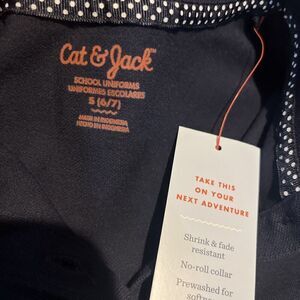 Cat & Jack™
SCHOOL UNIFORMS
UNIFORMES ESCOLARES
S (6/7)
MADE IN INDONESIA
HECHO EN INDONESIA
TAKE THIS
ON YOUR
NEXT ADVENTURE
Shrink & fade
resistant
No-roll collar
Prewashed for